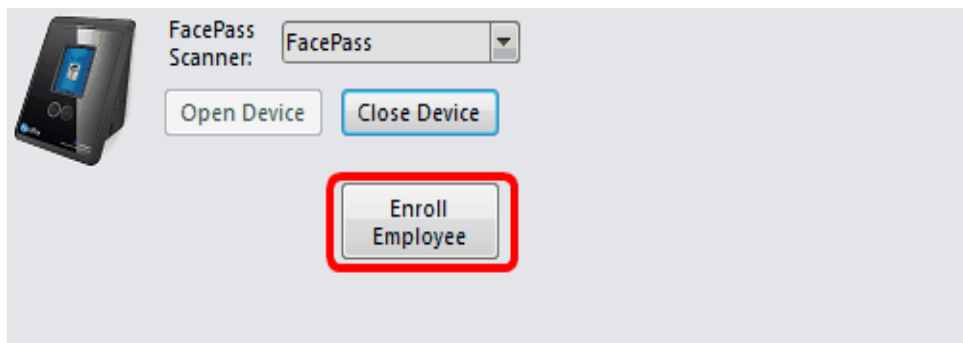 FacePass
Scanner:
FacePass
Open Device
Close Device
Enroll
Employee